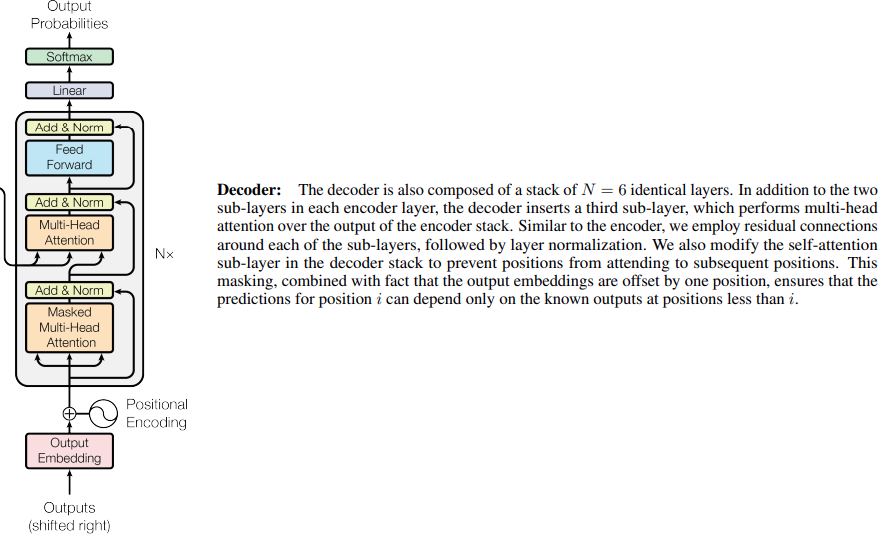 Output
Probabilities
Softmax
Linear
Add & Norm
Feed
Forward
Add & Norm
Multi-Head
Attention
N×
Add & Norm
Masked
Multi-Head
Attention
Positional
Encoding
Output
Embedding
Outputs
(shifted right)
Decoder: The decoder is also composed of a stack of N = 6 identical layers. In addition to the two
sub-layers in each encoder layer, the decoder inserts a third sub-layer, which performs multi-head
attention over the output of the encoder stack. Similar to the encoder, we employ residual connections
around each of the sub-layers, followed by layer normalization. We also modify the self-attention
sub-layer in the decoder stack to prevent positions from attending to subsequent positions. This
masking, combined with fact that the output embeddings are offset by one position, ensures that the
predictions for position i can depend only on the known outputs at positions less than i.